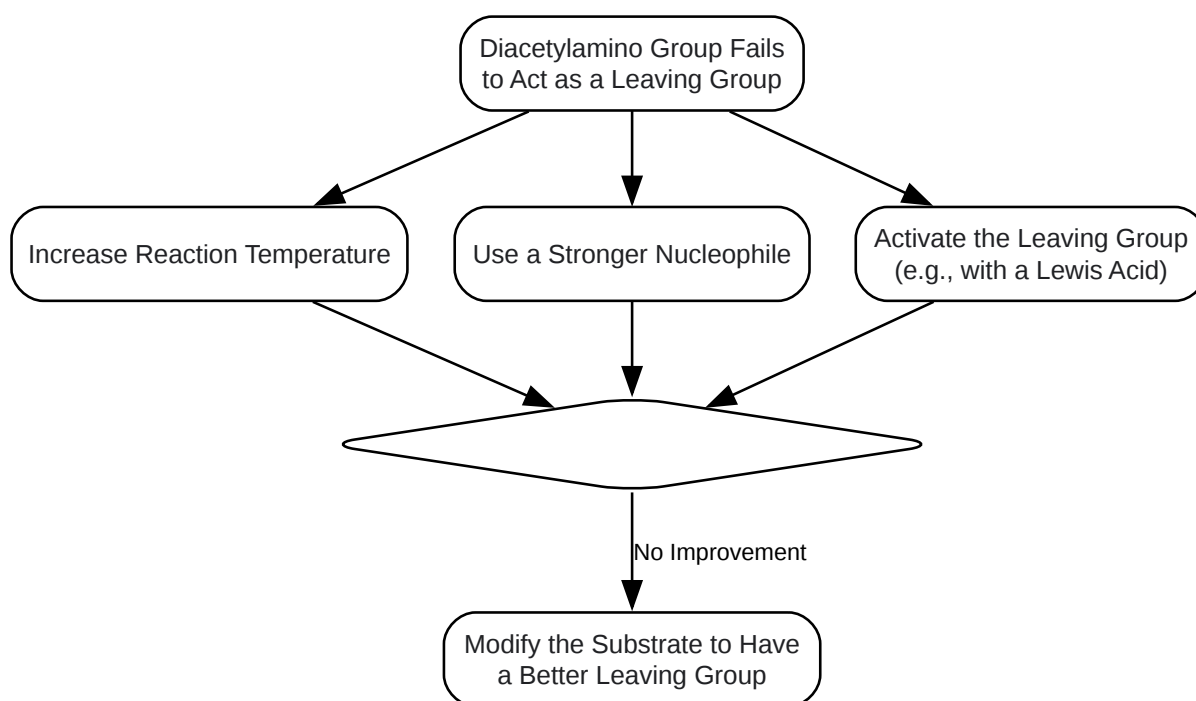 Diacetylamino Group Fails
to Act as a Leaving Group
Increase Reaction Temperature
Use a Stronger Nucleophile
Activate the Leaving Group
(e.g., with a Lewis Acid)
No Improvement
Modify the Substrate to Have
a Better Leaving Group